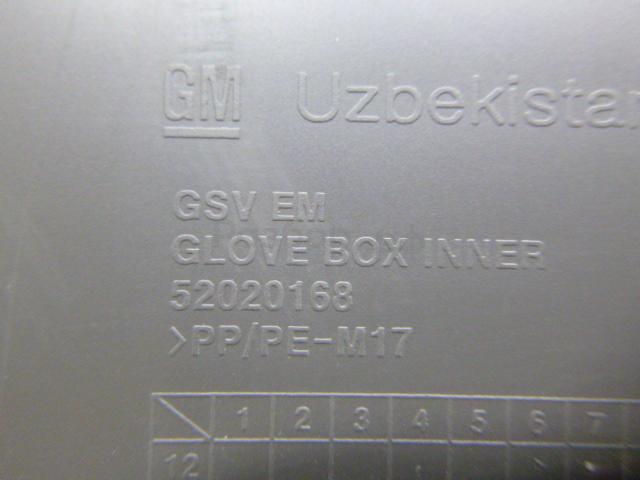 GM Uzbekistan
GSV EM
GLOVE BOX INNER
52020168
>PP/PE-M17
1 2 3 4 5 6 7
12